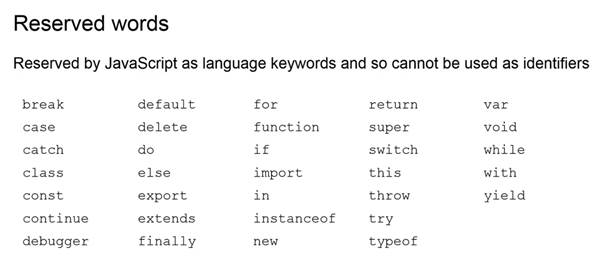 Reserved words
Reserved by JavaScript as language keywords and so cannot be used as identifiers
break default for return var
case delete function super void
catch do if switch while
class else import this with
const export in throw yield
continue extends instanceof try
debugger finally new typeof